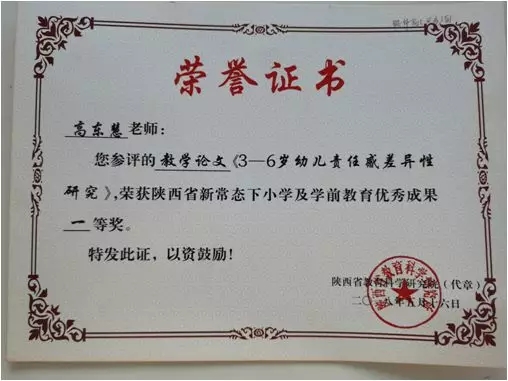 荣誉证书
高东慧老师：
您参评的教学论文《3—6岁幼儿责任感差异性
研究》,荣获陕西省新常态下小学及学前教育优秀成果
一等奖。
特发此证，以资鼓励！
陕西省教育科学研究院（代章）